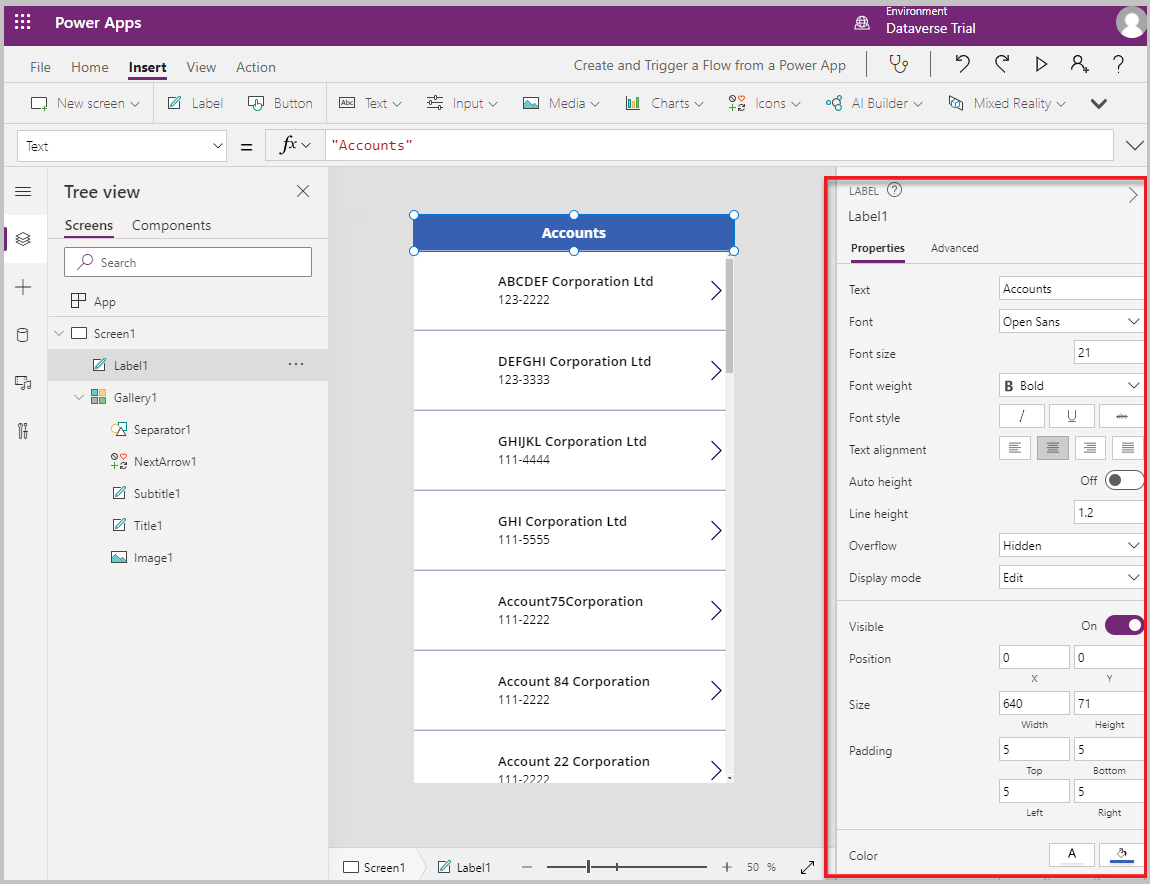 Power Apps
Environment
Dataverse Trial
File Home Insert View Action
Create and Trigger a Flow from a Power App
New screen Label Button Text Input Media Charts Icons AI Builder Mixed Reality
Text = fx "Accounts"
Tree view
Screens Components
Search
App
Screen1
Label1
Gallery1
Separator1
NextArrow1
Subtitle1
Title1
Image1
Accounts
ABCDEF Corporation Ltd
123-2222
DEFGHI Corporation Ltd
123-3333
GHIJKL Corporation Ltd
111-4444
GHI Corporation Ltd
111-5555
Account75Corporation
111-2222
Account 84 Corporation
111-2222
Account 22 Corporation
111-2222
Screen1 Label1 50 %
LABEL ?
Label1
Properties Advanced
Text Accounts
Font Open Sans
Font size 21
Font weight B Bold
Font style / U abc
Text alignment
Auto height Off
Line height 1.2
Overflow Hidden
Display mode Edit
Visible On
Position 0 0
X Y
Size 640 71
Width Height
Padding 5 5
Top Bottom
5 5
Left Right
Color A